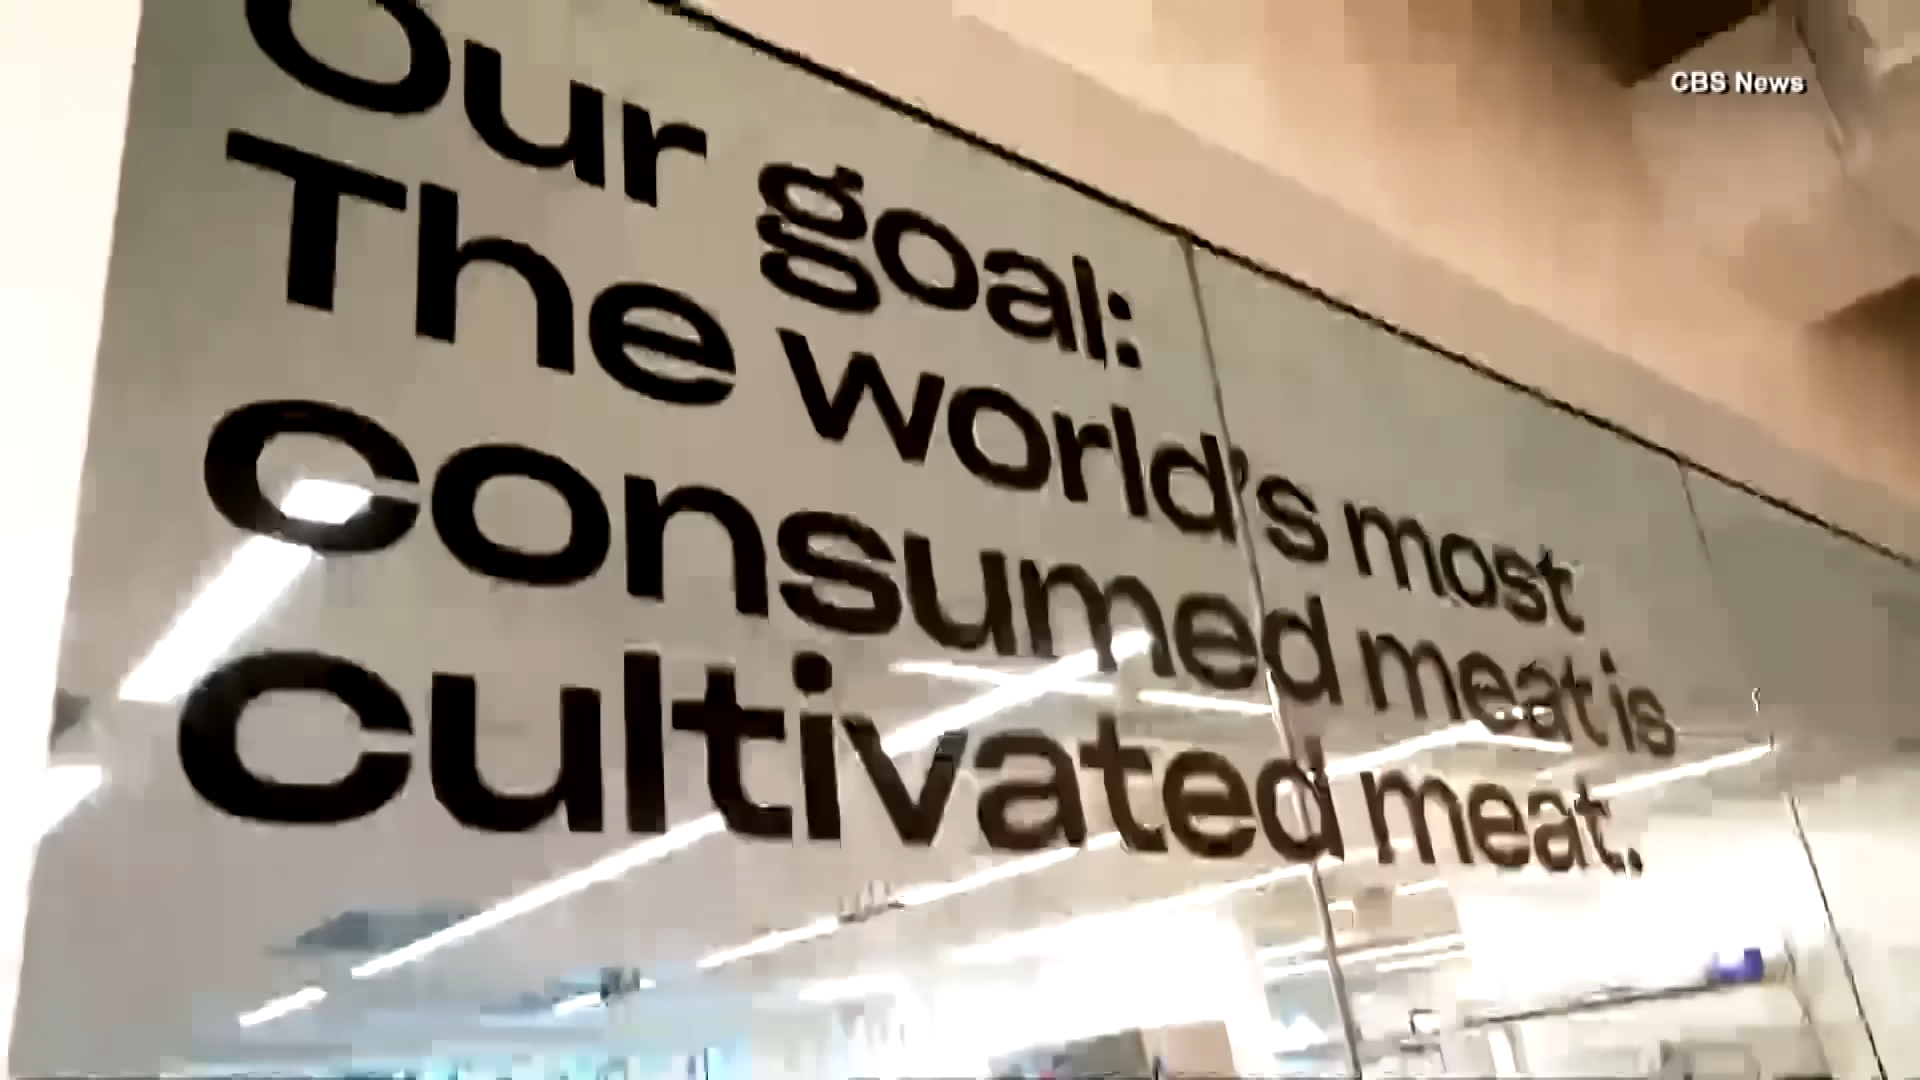 CBS News
Our goal:
The world's most
consumed meat is
cultivated meat.